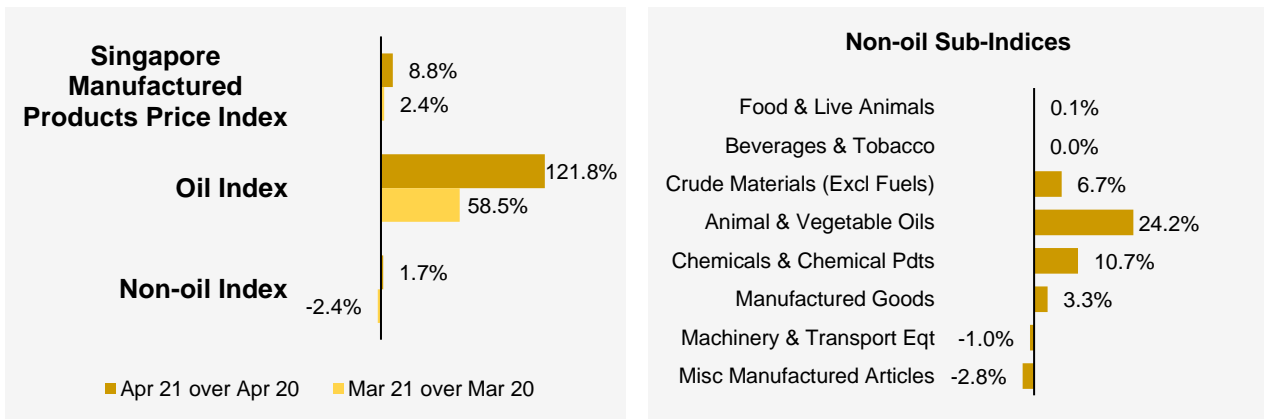 Singapore
Manufactured
Products Price Index
8.8%
2.4%
Oil Index
121.8%
58.5%
Non-oil Index
1.7%
-2.4%
Apr 21 over Apr 20
Mar 21 over Mar 20
Non-oil Sub-Indices
Food & Live Animals 0.1%
Beverages & Tobacco 0.0%
Crude Materials (Excl Fuels) 6.7%
Animal & Vegetable Oils 24.2%
Chemicals & Chemical Pdts 10.7%
Manufactured Goods 3.3%
Machinery & Transport Eqt -1.0%
Misc Manufactured Articles -2.8%